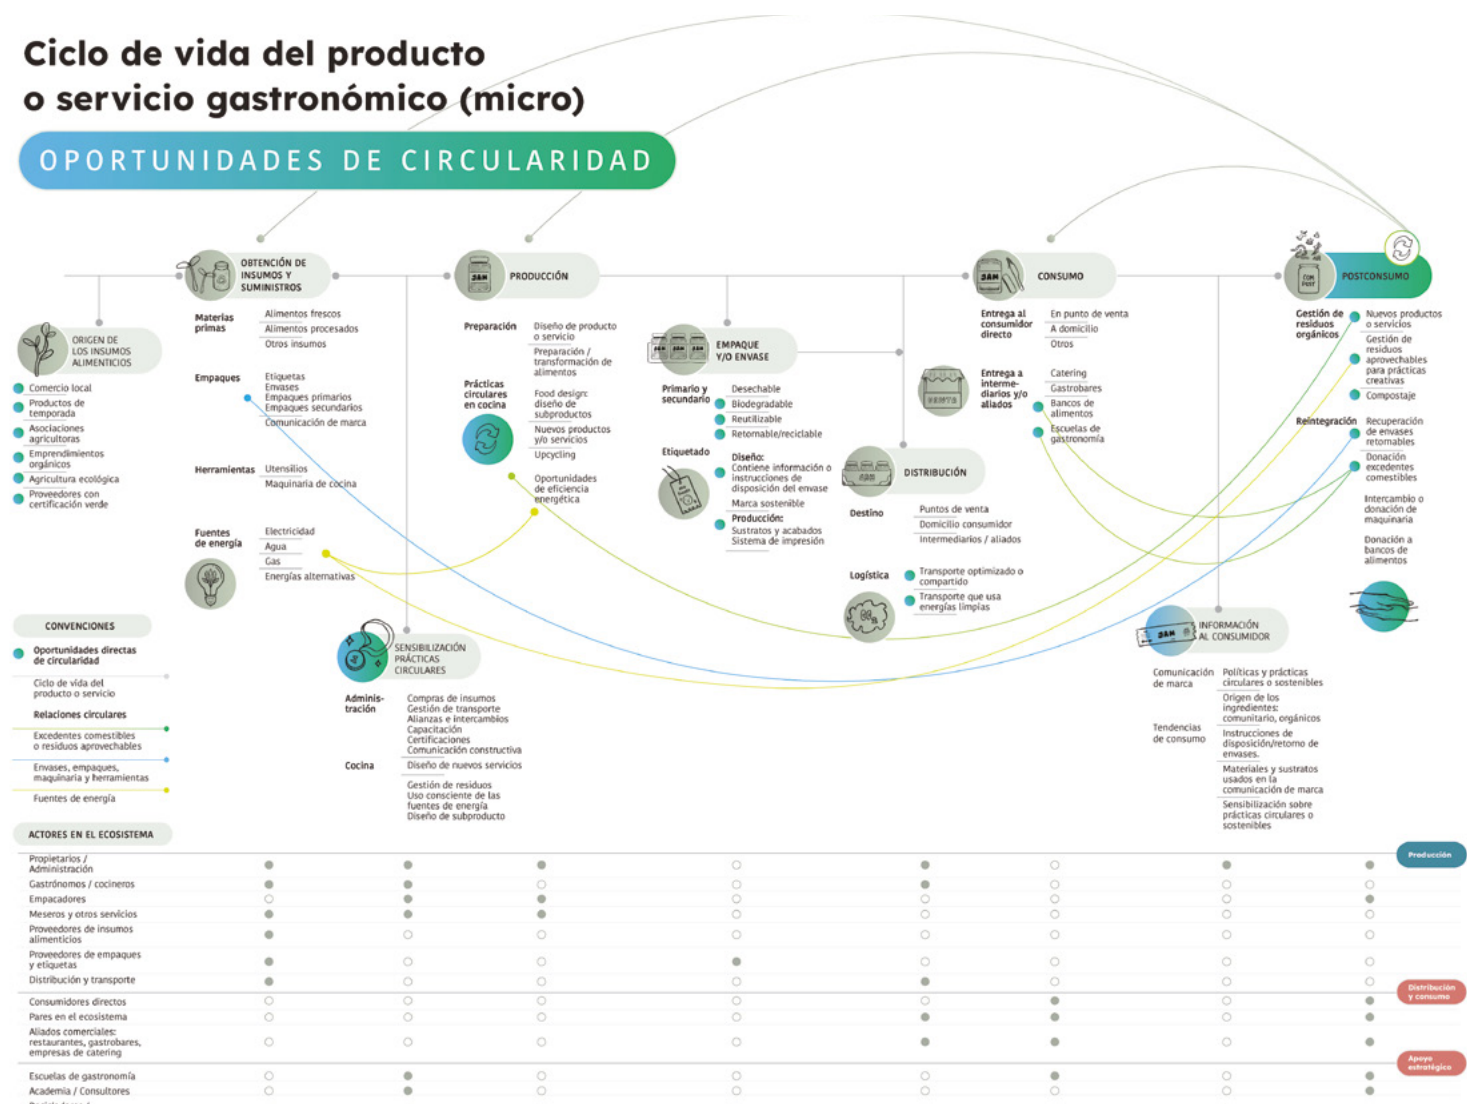 Ciclo de vida del producto
o servicio gastronómico (micro)
OPORTUNIDADES DE CIRCULARIDAD
ORIGEN DE
LOS INSUMOS
ALIMENTICIOS
Comercio local
Productos de
temporada
Asociaciones
agricultoras
Emprendimientos
orgánicos
Agricultura ecológica
Proveedores con
certificación verde
OBTENCIÓN DE
INSUMOS Y
SUMINISTROS
Materias
primas
Alimentos frescos
Alimentos procesados
Otros insumos
Empaques
Etiquetas
Envases
Empaques primarios
Empaques secundarios
Comunicación de marca
Herramientas
Utensilios
Maquinaria de cocina
Fuentes
de energía
Electricidad
Agua
Gas
Energías alternativas
SENSIBILIZACIÓN
PRÁCTICAS
CIRCULARES
Adminis-
tración
Compras de insumos
Gestión de transporte
Alianzas e intercambios
Capacitación
Certificaciones
Comunicación constructiva
Cocina
Diseño de nuevos servicios
Gestión de residuos
Uso consciente de las
fuentes de energía
Diseño de subproducto
JAM
PRODUCCIÓN
Preparación
Diseño de producto
o servicio
Preparación /
transformación de
alimentos
Prácticas
circulares
en cocina
Food design:
diseño de
subproductos
Nuevos productos
y/o servicios
Upcycling
Oportunidades
de eficiencia
energética
EMPAQUE
Y/O ENVASE
Primario y
secundario
Desechable
Biodegradable
Reutilizable
Retornable/reciclable
Etiquetado
Diseño:
Contiene información o
instrucciones de
disposición del envase
Marca sostenible
Producción:
Sustratos y acabados
Sistema de impresión
DISTRIBUCIÓN
Destino
Puntos de venta
Domicilio consumidor
Intermediarios / aliados
Logística
Transporte optimizado o
compartido
Transporte que usa
energías limpias
JAM
CONSUMO
Entrega al
consumidor
directo
En punto de venta
A domicilio
Otros
Entrega a
interme-
diarios y/o
aliados
Catering
Gastrobares
Bancos de
alimentos
Escuelas de
gastronomía
JAM
INFORMACIÓN
AL CONSUMIDOR
Comunicación
de marca
Políticas y prácticas
circulares o sostenibles
Origen de los
ingredientes:
comunitario, orgánicos
Tendencias
de consumo
Instrucciones de
disposición/retorno de
envases.
Materiales y sustratos
usados en la
comunicación de marca
Sensibilización sobre
prácticas circulares o
sostenibles
COM
POST
POSTCONSUMO
Gestión de
residuos
orgánicos
Nuevos productos
o servicios
Gestión de
residuos
aprovechables
para prácticas
creativas
Compostaje
Reintegración
Recuperación
de envases
retornables
Donación
excedentes
comestibles
Intercambio o
donación de
maquinaria
Donación a
bancos de
alimentos
CONVENCIONES
Oportunidades directas
de circularidad
Ciclo de vida del
producto o servicio
Relaciones circulares
Excedentes comestibles
o residuos aprovechables
Envases, empaques,
maquinaria y herramientas
Fuentes de energía
ACTORES EN EL ECOSISTEMA
Producción
Propietarios /
Administración
Gastrónomos / cocineros
Empacadores
Meseros y otros servicios
Proveedores de insumos
alimenticios
Proveedores de empaques
y etiquetas
Distribución y transporte
Distribución
y consumo
Consumidores directos
Pares en el ecosistema
Aliados comerciales:
restaurantes, gastrobares,
empresas de catering
Apoyo
estratégico
Escuelas de gastronomía
Academia / Consultores